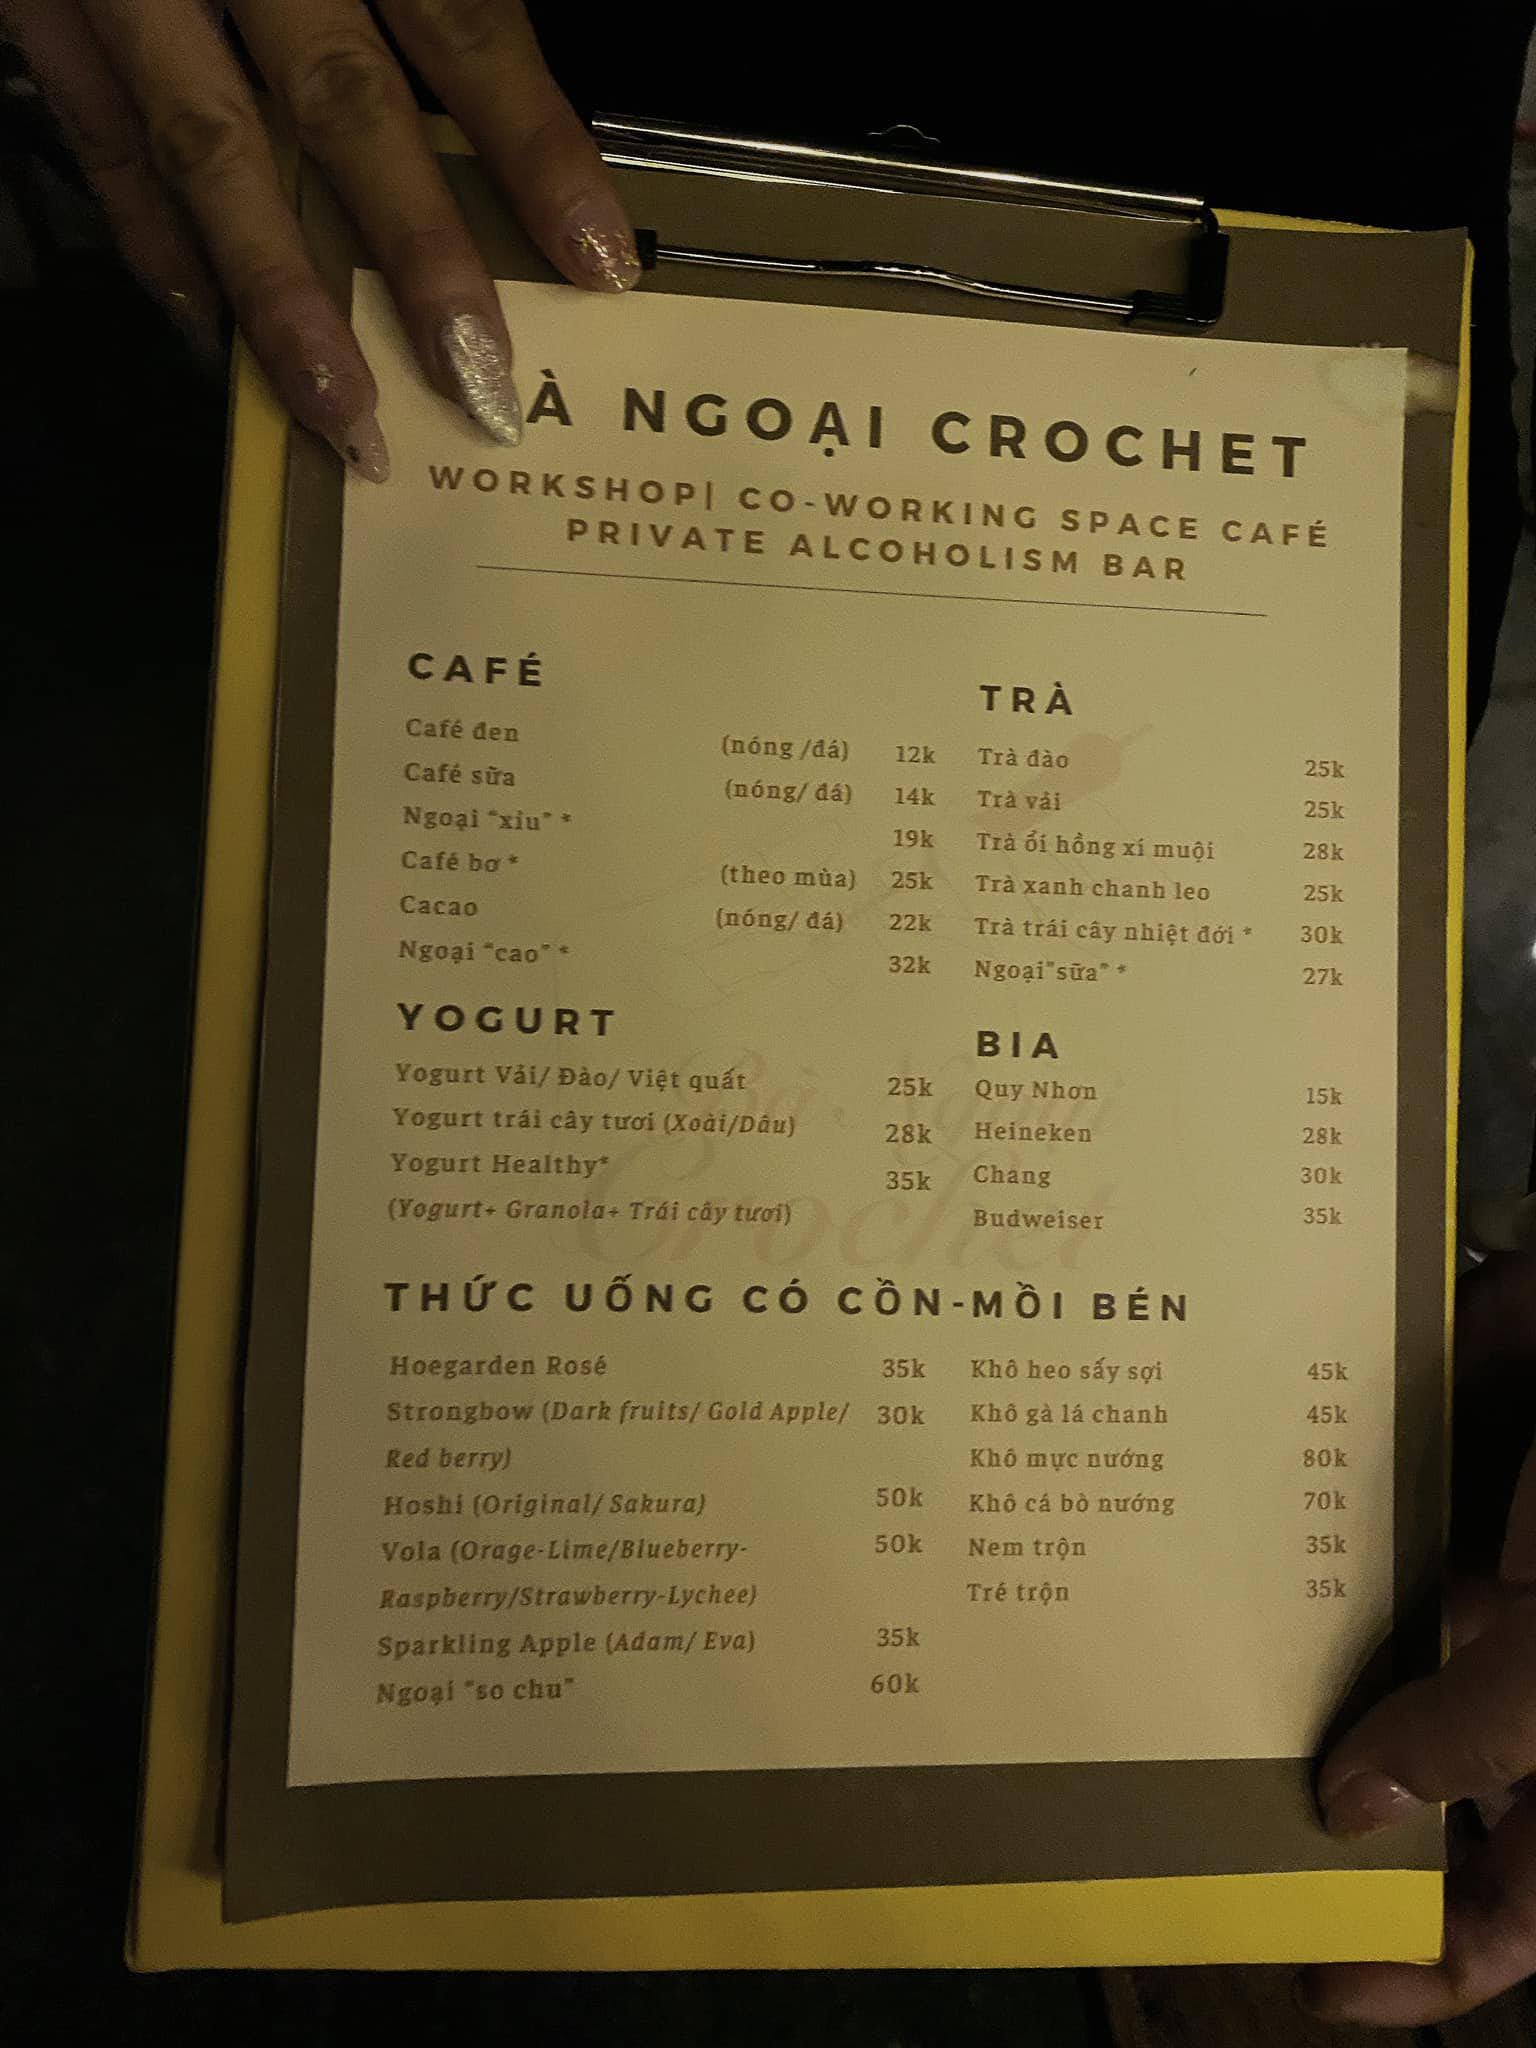 À NGOẠI CROCHET
WORKSHOP| CO-WORKING SPACE CAFÉ
PRIVATE ALCOHOLISM BAR
CAFÉ
Café đen (nóng /đá) 12k
Café sữa (nóng/ đá) 14k
Ngoại “xỉu” * 19k
Café bơ * (theo mùa) 25k
Cacao (nóng/ đá) 22k
Ngoại “cao” * 32k
TRÀ
Trà đào 25k
Trà vải 25k
Trà ổi hồng xí muội 28k
Trà xanh chanh leo 25k
Trà trái cây nhiệt đới * 30k
Ngoại"sữa" * 27k
YOGURT
Yogurt Vải/ Đào/ Việt quất 25k
Yogurt trái cây tươi (Xoài/Dâu) 28k
Yogurt Healthy* 35k
(Yogurt+ Granola+ Trái cây tươi)
BIA
Quy Nhơn 15k
Heineken 28k
Chang 30k
Budweiser 35k
Bà Ngoại
Crochet
THỨC UỐNG CÓ CỒN-MỒI BÉN
Hoegarden Rosé 35k
Strongbow (Dark fruits/ Gold Apple/ 30k
Red berry)
Hoshi (Original/ Sakura) 50k
Vola (Orage-Lime/Blueberry- 50k
Raspberry/Strawberry-Lychee)
Sparkling Apple (Adam/ Eva) 35k
Ngoại "so chu" 60k
Khô heo sấy sợi 45k
Khô gà lá chanh 45k
Khô mực nướng 80k
Khô cá bò nướng 70k
Nem trộn 35k
Tré trộn 35k